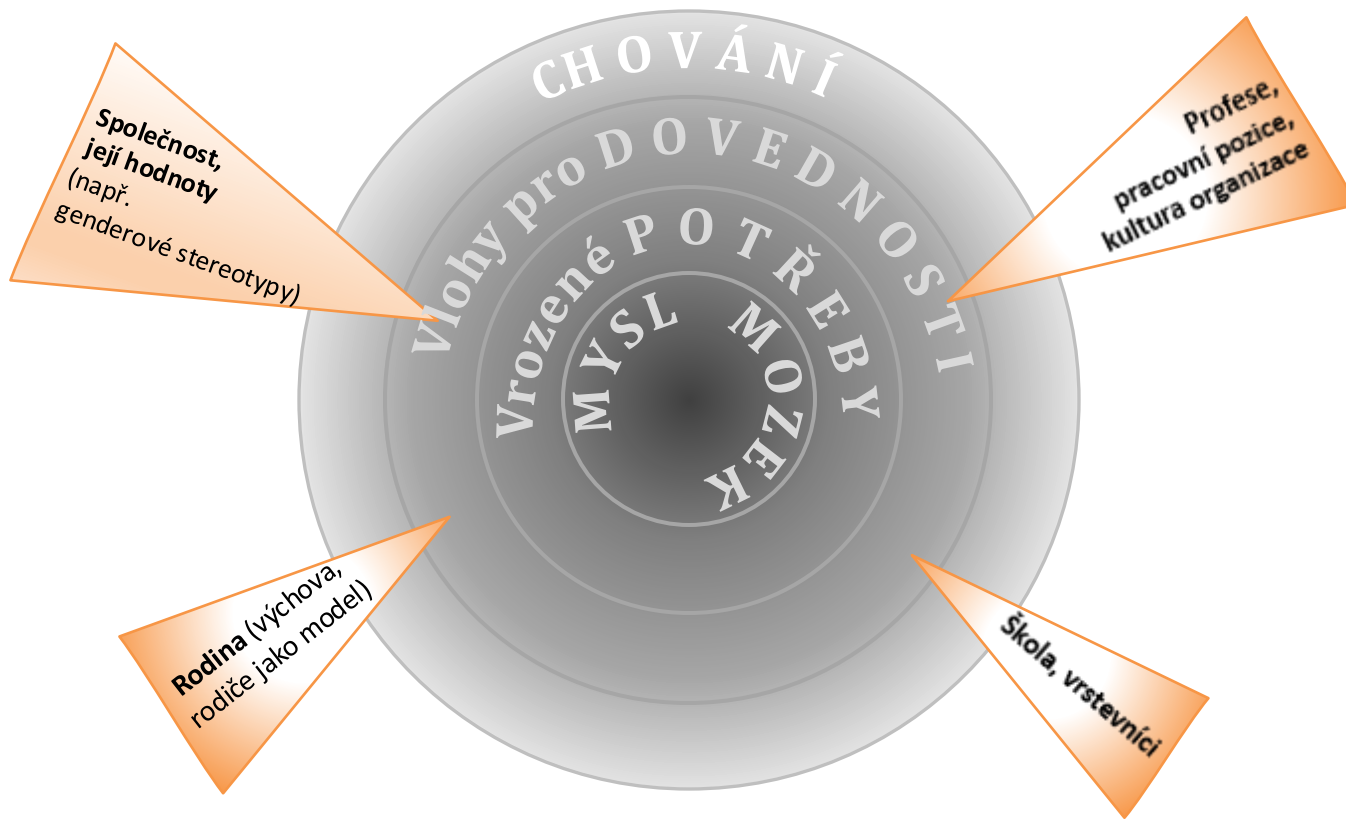 CHOVÁNÍ
Vlohy pro DOVEDNOSTI
Vrozené POTŘEBY
MYSL MOZEK
Společnost,
její hodnoty
(např.
genderové stereotypy)
Profese,
pracovní pozice,
kultura organizace
Rodina (výchova,
rodiče jako model)
Škola, vrstevníci